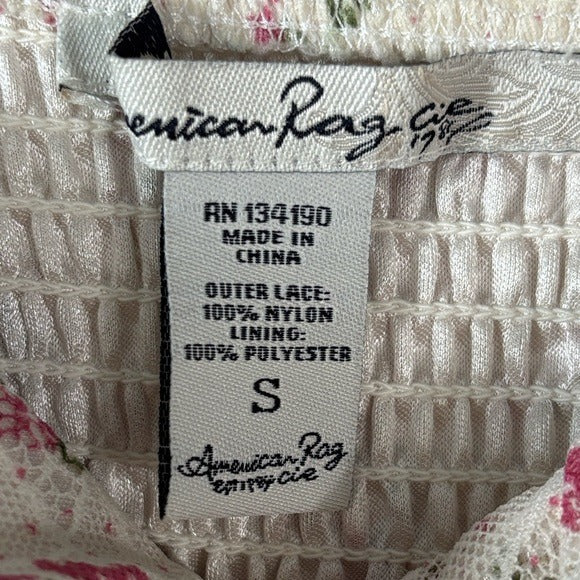 American Rag Cie
RN 134190
MADE IN
CHINA
OUTER LACE:
100% NYLON
LINING:
100% POLYESTER
S
American Rag
cie